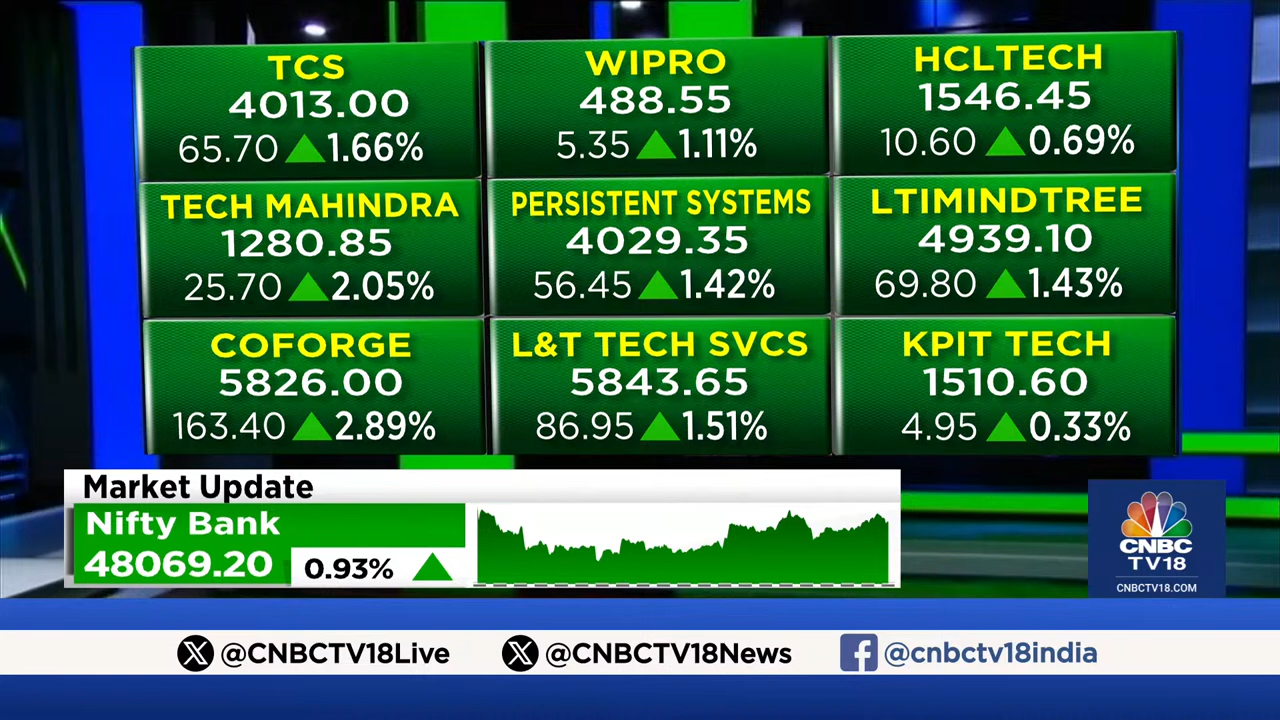 TCS
4013.00
65.70 ▲ 1.66%
WIPRO
488.55
5.35 ▲ 1.11%
HCLTECH
1546.45
10.60 ▲ 0.69%
TECH MAHINDRA
1280.85
25.70 ▲ 2.05%
PERSISTENT SYSTEMS
4029.35
56.45 ▲ 1.42%
LTIMINDTREE
4939.10
69.80 ▲ 1.43%
COFORGE
5826.00
163.40 ▲ 2.89%
L&T TECH SVCS
5843.65
86.95 ▲ 1.51%
KPIT TECH
1510.60
4.95 ▲ 0.33%
Market Update
Nifty Bank
48069.20 0.93% ▲
CNBC
TV18
CNBCTV18.COM
@CNBCTV18Live
@CNBCTV18News
@cnbctv18india